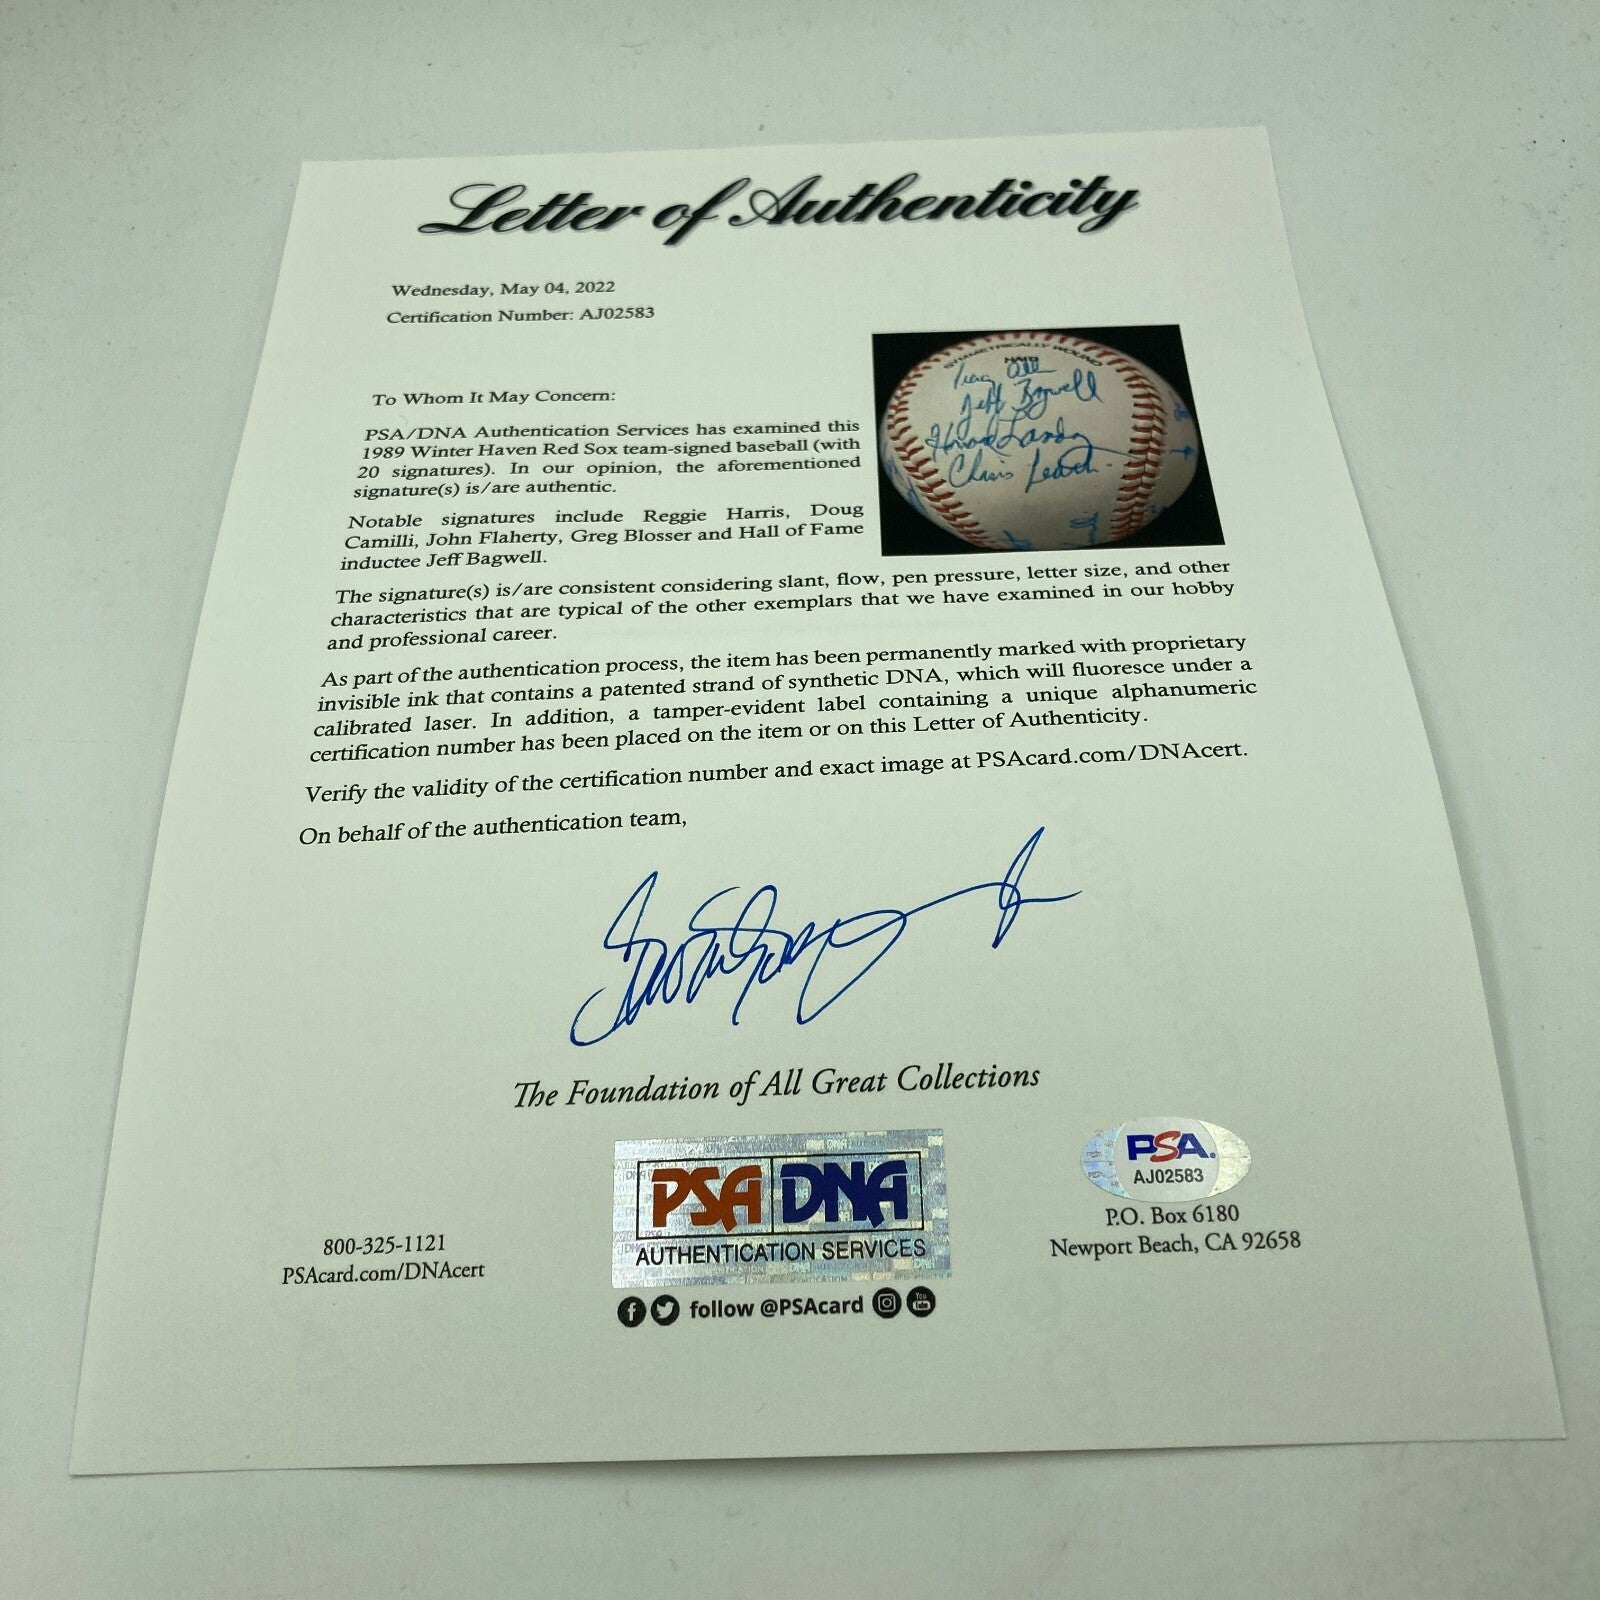 Letter of Authenticity
Wednesday, May 04, 2022
Certification Number: AJ02583
To Whom It May Concern:
PSA/DNA Authentication Services has examined this
1989 Winter Haven Red Sox team-signed baseball (with
20 signatures). In our opinion, the aforementioned
signature(s) is/are authentic.
Notable signatures include Reggie Harris, Doug
Camilli, John Flaherty, Greg Blosser and Hall of Fame
inductee Jeff Bagwell.
SYMMETRICALLY WOUND
Jeff Bagwell
Howard Landry
Chris
The signature(s) is/are consistent considering slant, flow, pen pressure, letter size, and other
characteristics that are typical of the other exemplars that we have examined in our hobby
and professional career.
As part of the authentication process, the item has been permanently marked with proprietary
invisible ink that contains a patented strand of synthetic DNA, which will fluoresce under a
calibrated laser. In addition, a tamper-evident label containing a unique alphanumeric
certification number has been placed on the item or on this Letter of Authenticity.
Verify the validity of the certification number and exact image at PSAcard.com/DNAcert.
On behalf of the authentication team,
The Foundation of All Great Collections
PSA DNA
AUTHENTICATION SERVICES
PSA.
AJ02583
P.O. Box 6180
Newport Beach, CA 92658
800-325-1121
PSAcard.com/DNAcert
follow @PSAcard
You
Tube